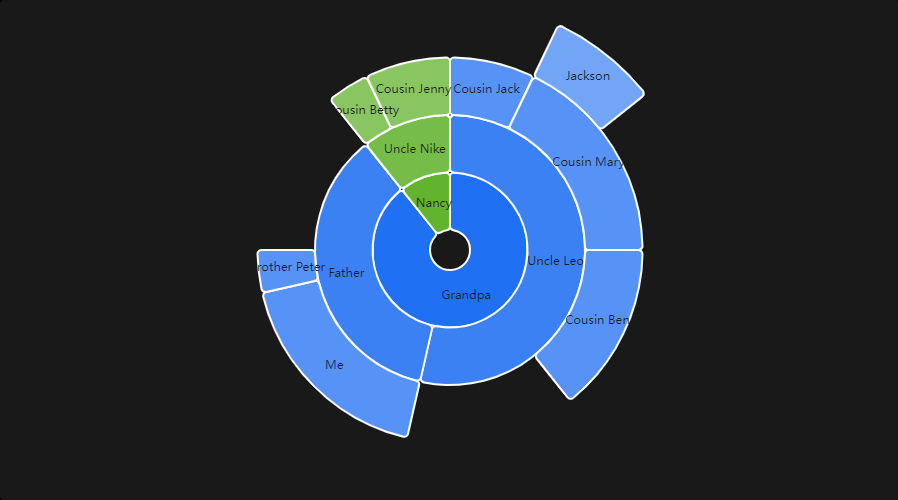 Jackson
Cousin Jenny
Cousin Jack
ousin Betty
Uncle Nike
Cousin Mary
Nancy
Uncle Leo
rother Peter
Father
Grandpa
Cousin Ben
Me